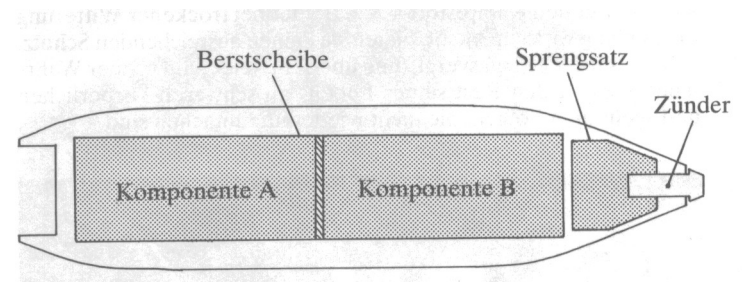 Berstscheibe
Sprengsatz
Zünder
Komponente A
Komponente B